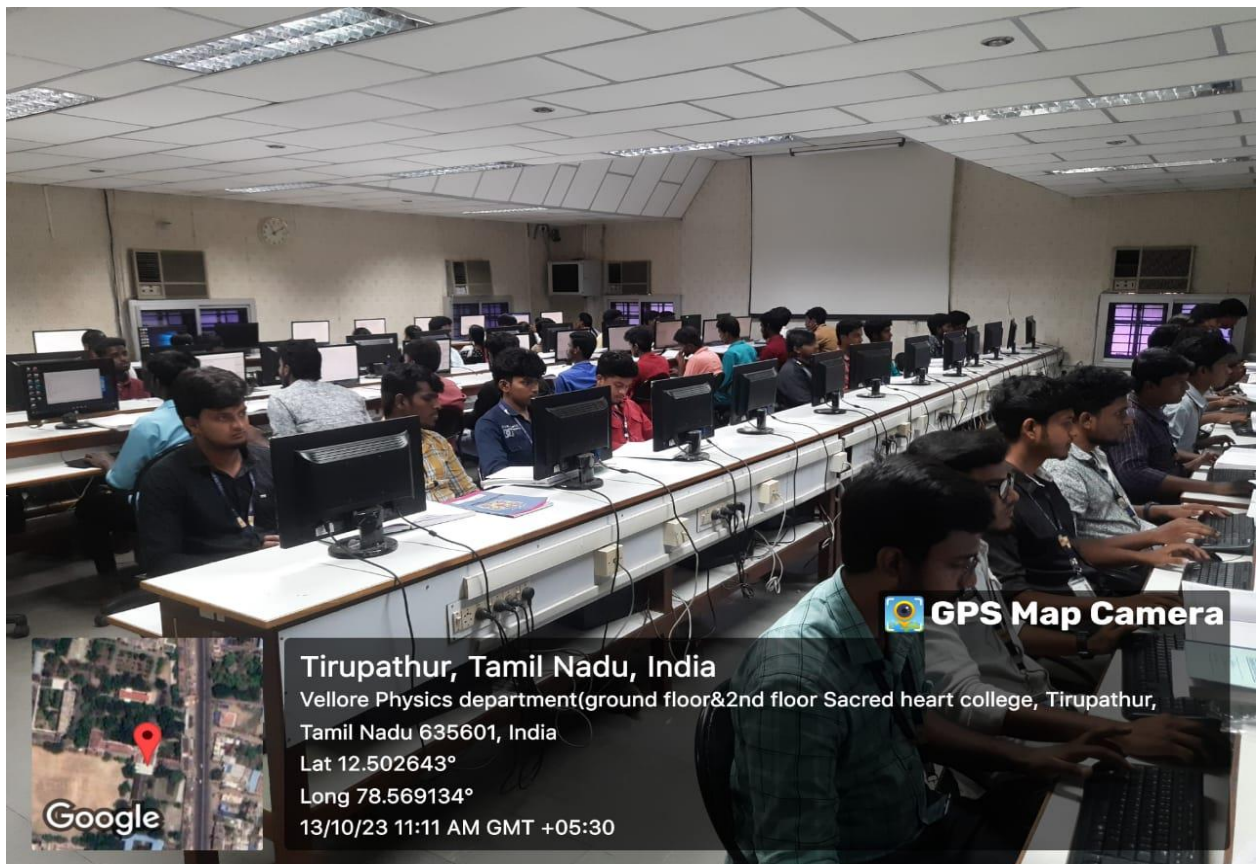 GPS Map Camera
Tirupathur, Tamil Nadu, India
Vellore Physics department(ground floor&2nd floor Sacred heart college, Tirupathur,
Tamil Nadu 635601, India
Lat 12.502643°
Long 78.569134°
13/10/23 11:11 AM GMT +05:30
Google